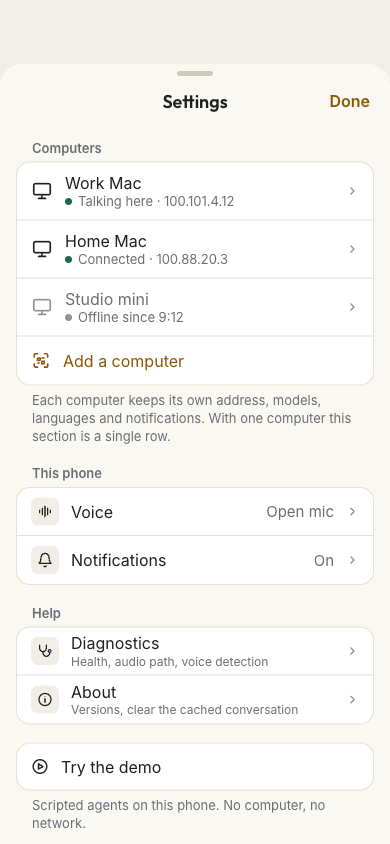 Settings
Done
Computers
Work Mac
Talking here · 100.101.4.12
Home Mac
Connected · 100.88.20.3
Studio mini
Offline since 9:12
Add a computer
Each computer keeps its own address, models,
languages and notifications. With one computer this
section is a single row.
This phone
Voice
Open mic
Notifications
On
Help
Diagnostics
Health, audio path, voice detection
About
Versions, clear the cached conversation
Try the demo
Scripted agents on this phone. No computer, no
network.